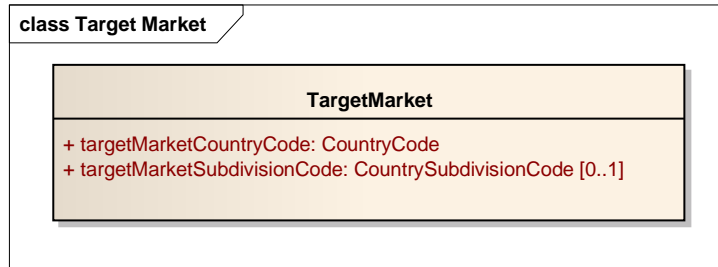 class Target Market
TargetMarket
+ targetMarketCountryCode: CountryCode
+ targetMarketSubdivisionCode: CountrySubdivisionCode [0..1]